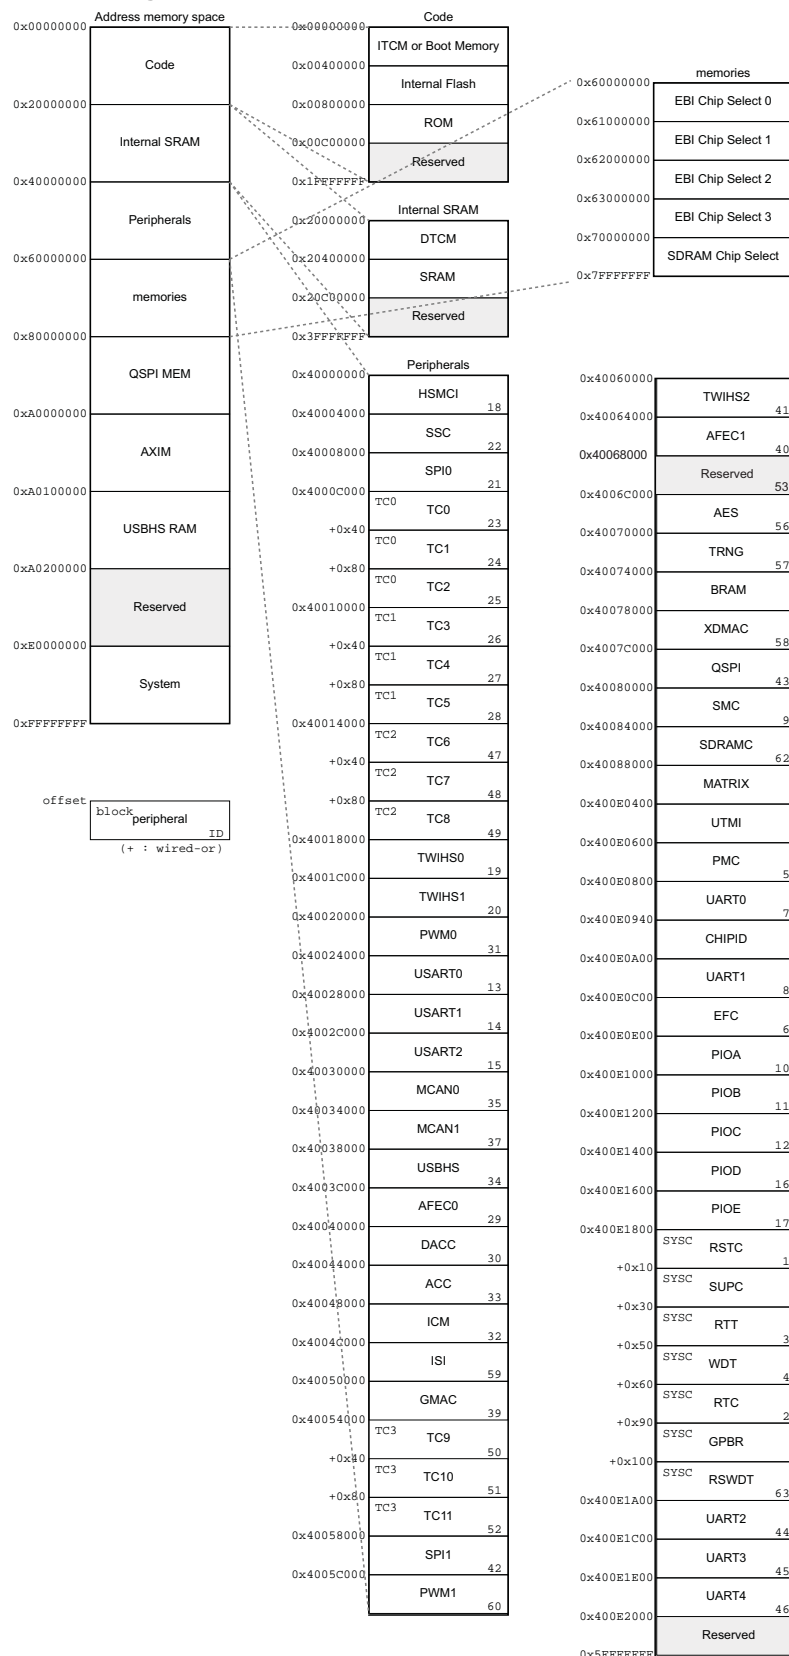 Address memory space
0x00000000
Code
0x20000000
Internal SRAM
0x40000000
Peripherals
0x60000000
memories
0x80000000
QSPI MEM
0xA0000000
AXIM
0xA0100000
USBHS RAM
0xA0200000
Reserved
0xE0000000
System
0xFFFFFFFF
offset
block
peripheral
ID
(+ : wired-or)
Code
0x00000000
ITCM or Boot Memory
0x00400000
Internal Flash
0x00800000
ROM
0x00C00000
Reserved
0x1FFFFFFF
Internal SRAM
0x20000000
DTCM
0x20400000
SRAM
0x20C00000
Reserved
0x3FFFFFFF
Peripherals
0x40000000
HSMCI
18
0x40004000
SSC
22
0x40008000
SPI0
21
0x4000C000
TC0
TC0
23
+0x40
TC0
TC1
24
+0x80
TC0
TC2
25
0x40010000
TC1
TC3
26
+0x40
TC1
TC4
27
+0x80
TC1
TC5
28
0x40014000
TC2
TC6
47
+0x40
TC2
TC7
48
+0x80
TC2
TC8
49
0x40018000
TWIHS0
19
0x4001C000
TWIHS1
20
0x40020000
PWM0
31
0x40024000
USART0
13
0x40028000
USART1
14
0x4002C000
USART2
15
0x40030000
MCAN0
35
0x40034000
MCAN1
37
0x40038000
USBHS
34
0x4003C000
AFEC0
29
0x40040000
DACC
30
0x40044000
ACC
33
0x40048000
ICM
32
0x4004C000
ISI
59
0x40050000
GMAC
39
0x40054000
TC3
TC9
50
+0x40
TC3
TC10
51
+0x80
TC3
TC11
52
0x40058000
SPI1
42
0x4005C000
PWM1
60
memories
0x60000000
EBI Chip Select 0
0x61000000
EBI Chip Select 1
0x62000000
EBI Chip Select 2
0x63000000
EBI Chip Select 3
0x70000000
SDRAM Chip Select
0x7FFFFFFF
0x40060000
TWIHS2
41
0x40064000
AFEC1
40
0x40068000
Reserved
53
0x4006C000
AES
56
0x40070000
TRNG
57
0x40074000
BRAM
0x40078000
XDMAC
58
0x4007C000
QSPI
43
0x40080000
SMC
9
0x40084000
SDRAMC
62
0x40088000
MATRIX
0x400E0400
UTMI
0x400E0600
PMC
5
0x400E0800
UART0
7
0x400E0940
CHIPID
0x400E0A00
UART1
8
0x400E0C00
EFC
6
0x400E0E00
PIOA
10
0x400E1000
PIOB
11
0x400E1200
PIOC
12
0x400E1400
PIOD
16
0x400E1600
PIOE
17
0x400E1800
SYSC
RSTC
1
+0x10
SYSC
SUPC
+0x30
SYSC
RTT
3
+0x50
SYSC
WDT
4
+0x60
SYSC
RTC
2
+0x90
SYSC
GPBR
+0x100
SYSC
RSWDT
63
0x400E1A00
UART2
44
0x400E1C00
UART3
45
0x400E1E00
UART4
46
0x400E2000
Reserved
0x5FFFFFFF